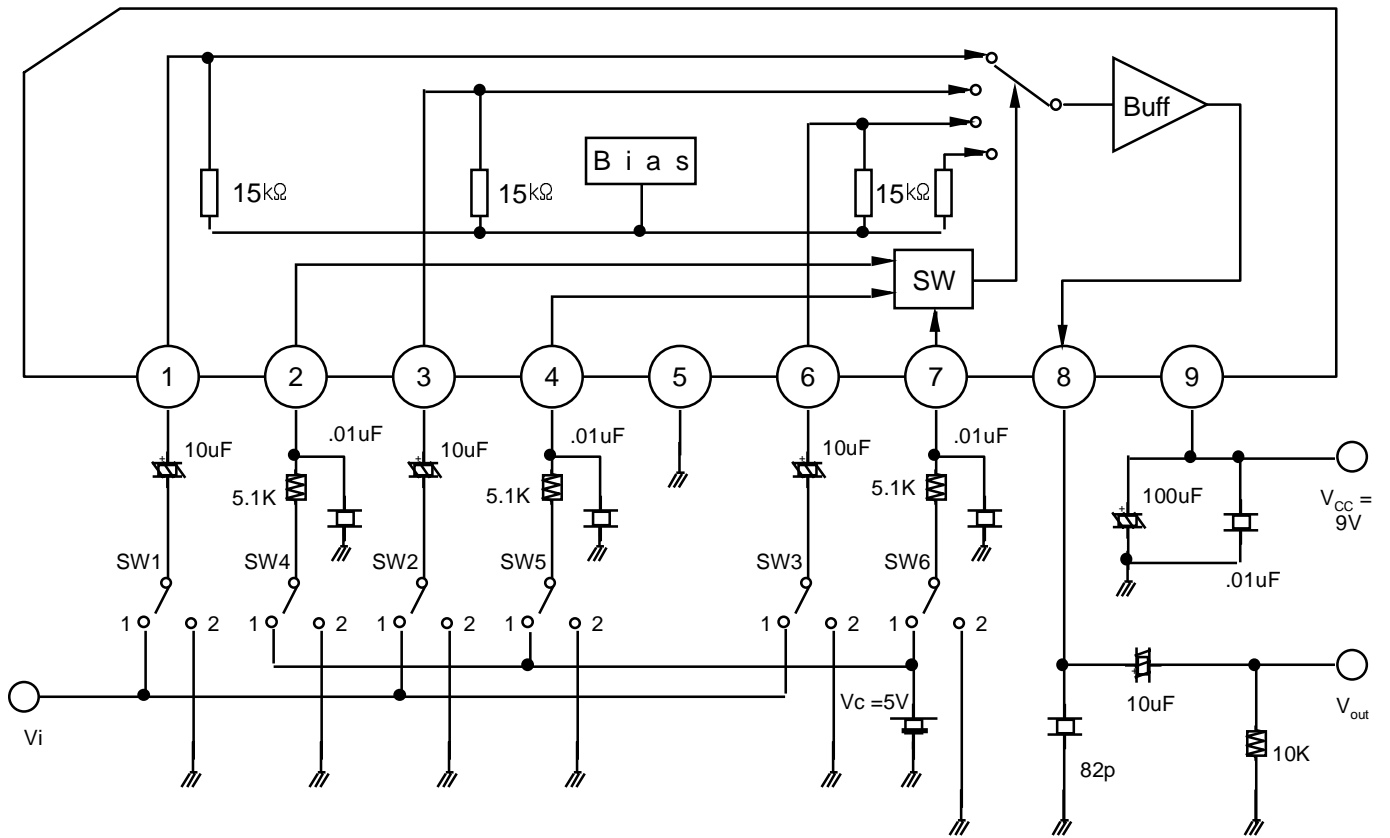 Buff
B i a s
15kΩ
15kΩ
15kΩ
SW
1
2
3
4
5
6
7
8
9
10uF
.01uF
10uF
.01uF
10uF
.01uF
5.1K
5.1K
5.1K
100uF
VCC =
9V
.01uF
SW1
SW4
SW2
SW5
SW3
SW6
1
2
1
2
1
2
1
2
1
2
1
2
Vi
Vc =5V
10uF
Vout
82p
10K